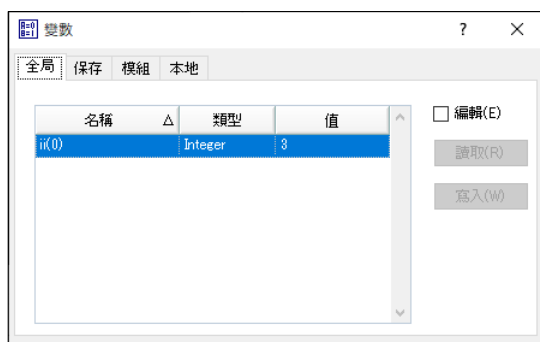 變數 ?
全局 保存 模組 本地
名稱 類型 值
ii(0) Integer 3
編輯(E)
讀取(R)
寫入(W)